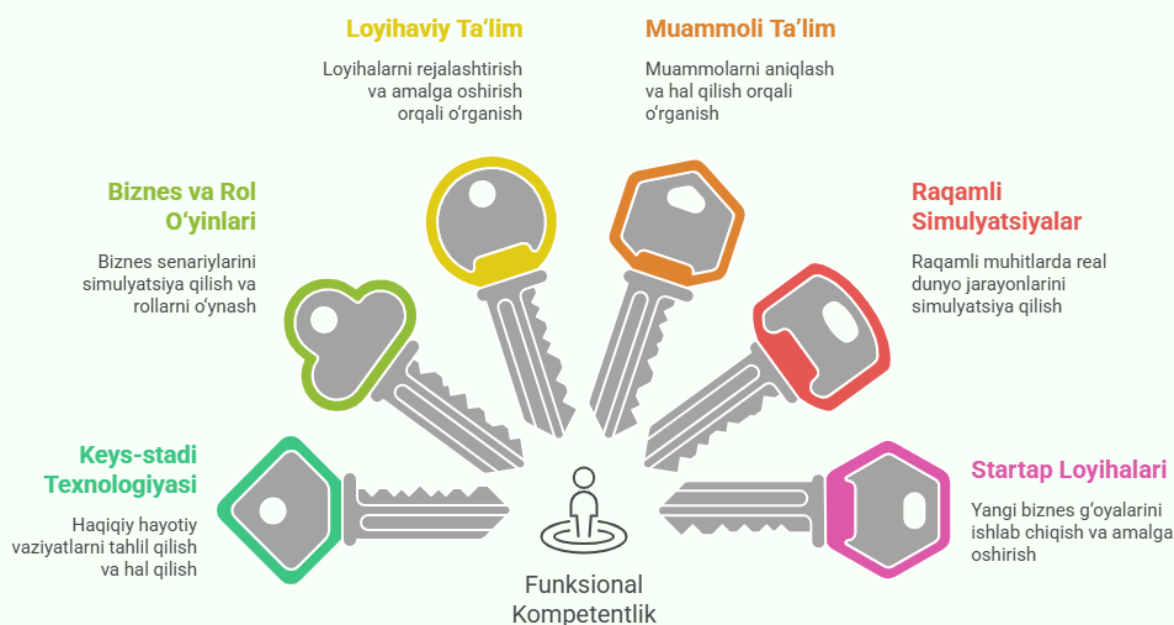 Loyihaviy Ta’lim
Loyihalarni rejalashtirish
va amalga oshirish
orqali o‘rganish
Muammoli Ta’lim
Muammolarni aniqlash
va hal qilish orqali
o‘rganish
Biznes va Rol
O‘yinlari
Biznes senariylarini
simulyatsiya qilish va
rollarni o‘ynash
Raqamli
Simulyatsiyalar
Raqamli muhitlarda real
dunyo jarayonlarini
simulyatsiya qilish
Keys-stadi
Texnologiyasi
Haqiqiy hayotiy
vaziyatlarni tahlil qilish
va hal qilish
Startap Loyihalari
Yangi biznes g‘oyalarini
ishlab chiqish va amalga
oshirish
Funksional
Kompetentlik